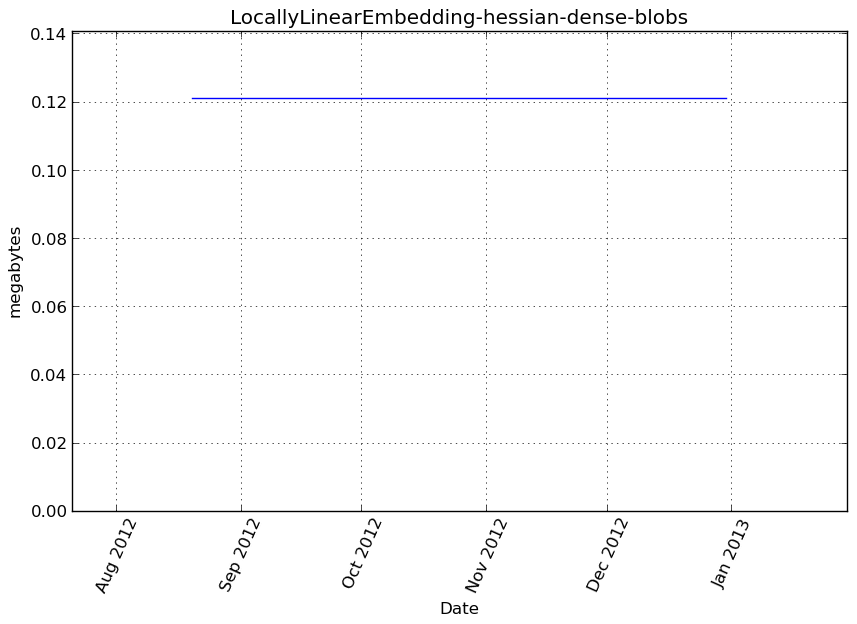 LocallyLinearEmbedding-hessian-dense-blobs
0.14
0.12
0.10
0.08
0.06
0.04
0.02
0.00
megabytes
Aug 2012
Sep 2012
Oct 2012
Nov 2012
Dec 2012
Jan 2013
Date